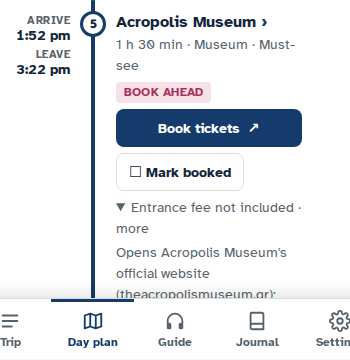 ARRIVE
1:52 pm
LEAVE
3:22 pm
5
Acropolis Museum ›
1 h 30 min · Museum · Must-
see
BOOK AHEAD
Book tickets ↗
☐ Mark booked
▼ Entrance fee not included ·
more
Opens Acropolis Museum's
official website
(theacropolismuseum.gr);
Trip
Day plan
Guide
Journal
Settin